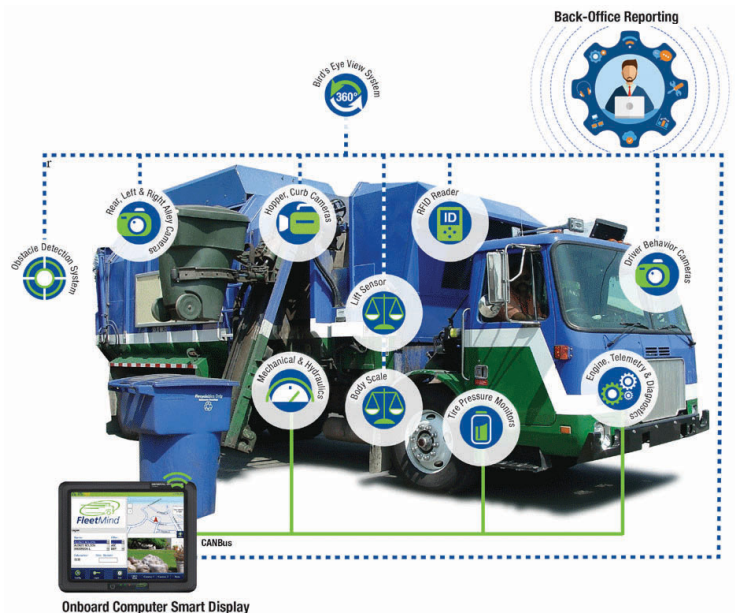 Back-Office Reporting
Bird's Eye View System
360°
Rear, Left & Right Alley Cameras
Hopper, Curb Cameras
RFID Reader
ID
Driver Behavior Cameras
Obstacle Detection System
Lift Sensor
Mechanical & Hydraulics
Body Scale
Tire Pressure Monitors
Engine, Telemetry & Diagnostics
FleetMind
CANBus
Onboard Computer Smart Display